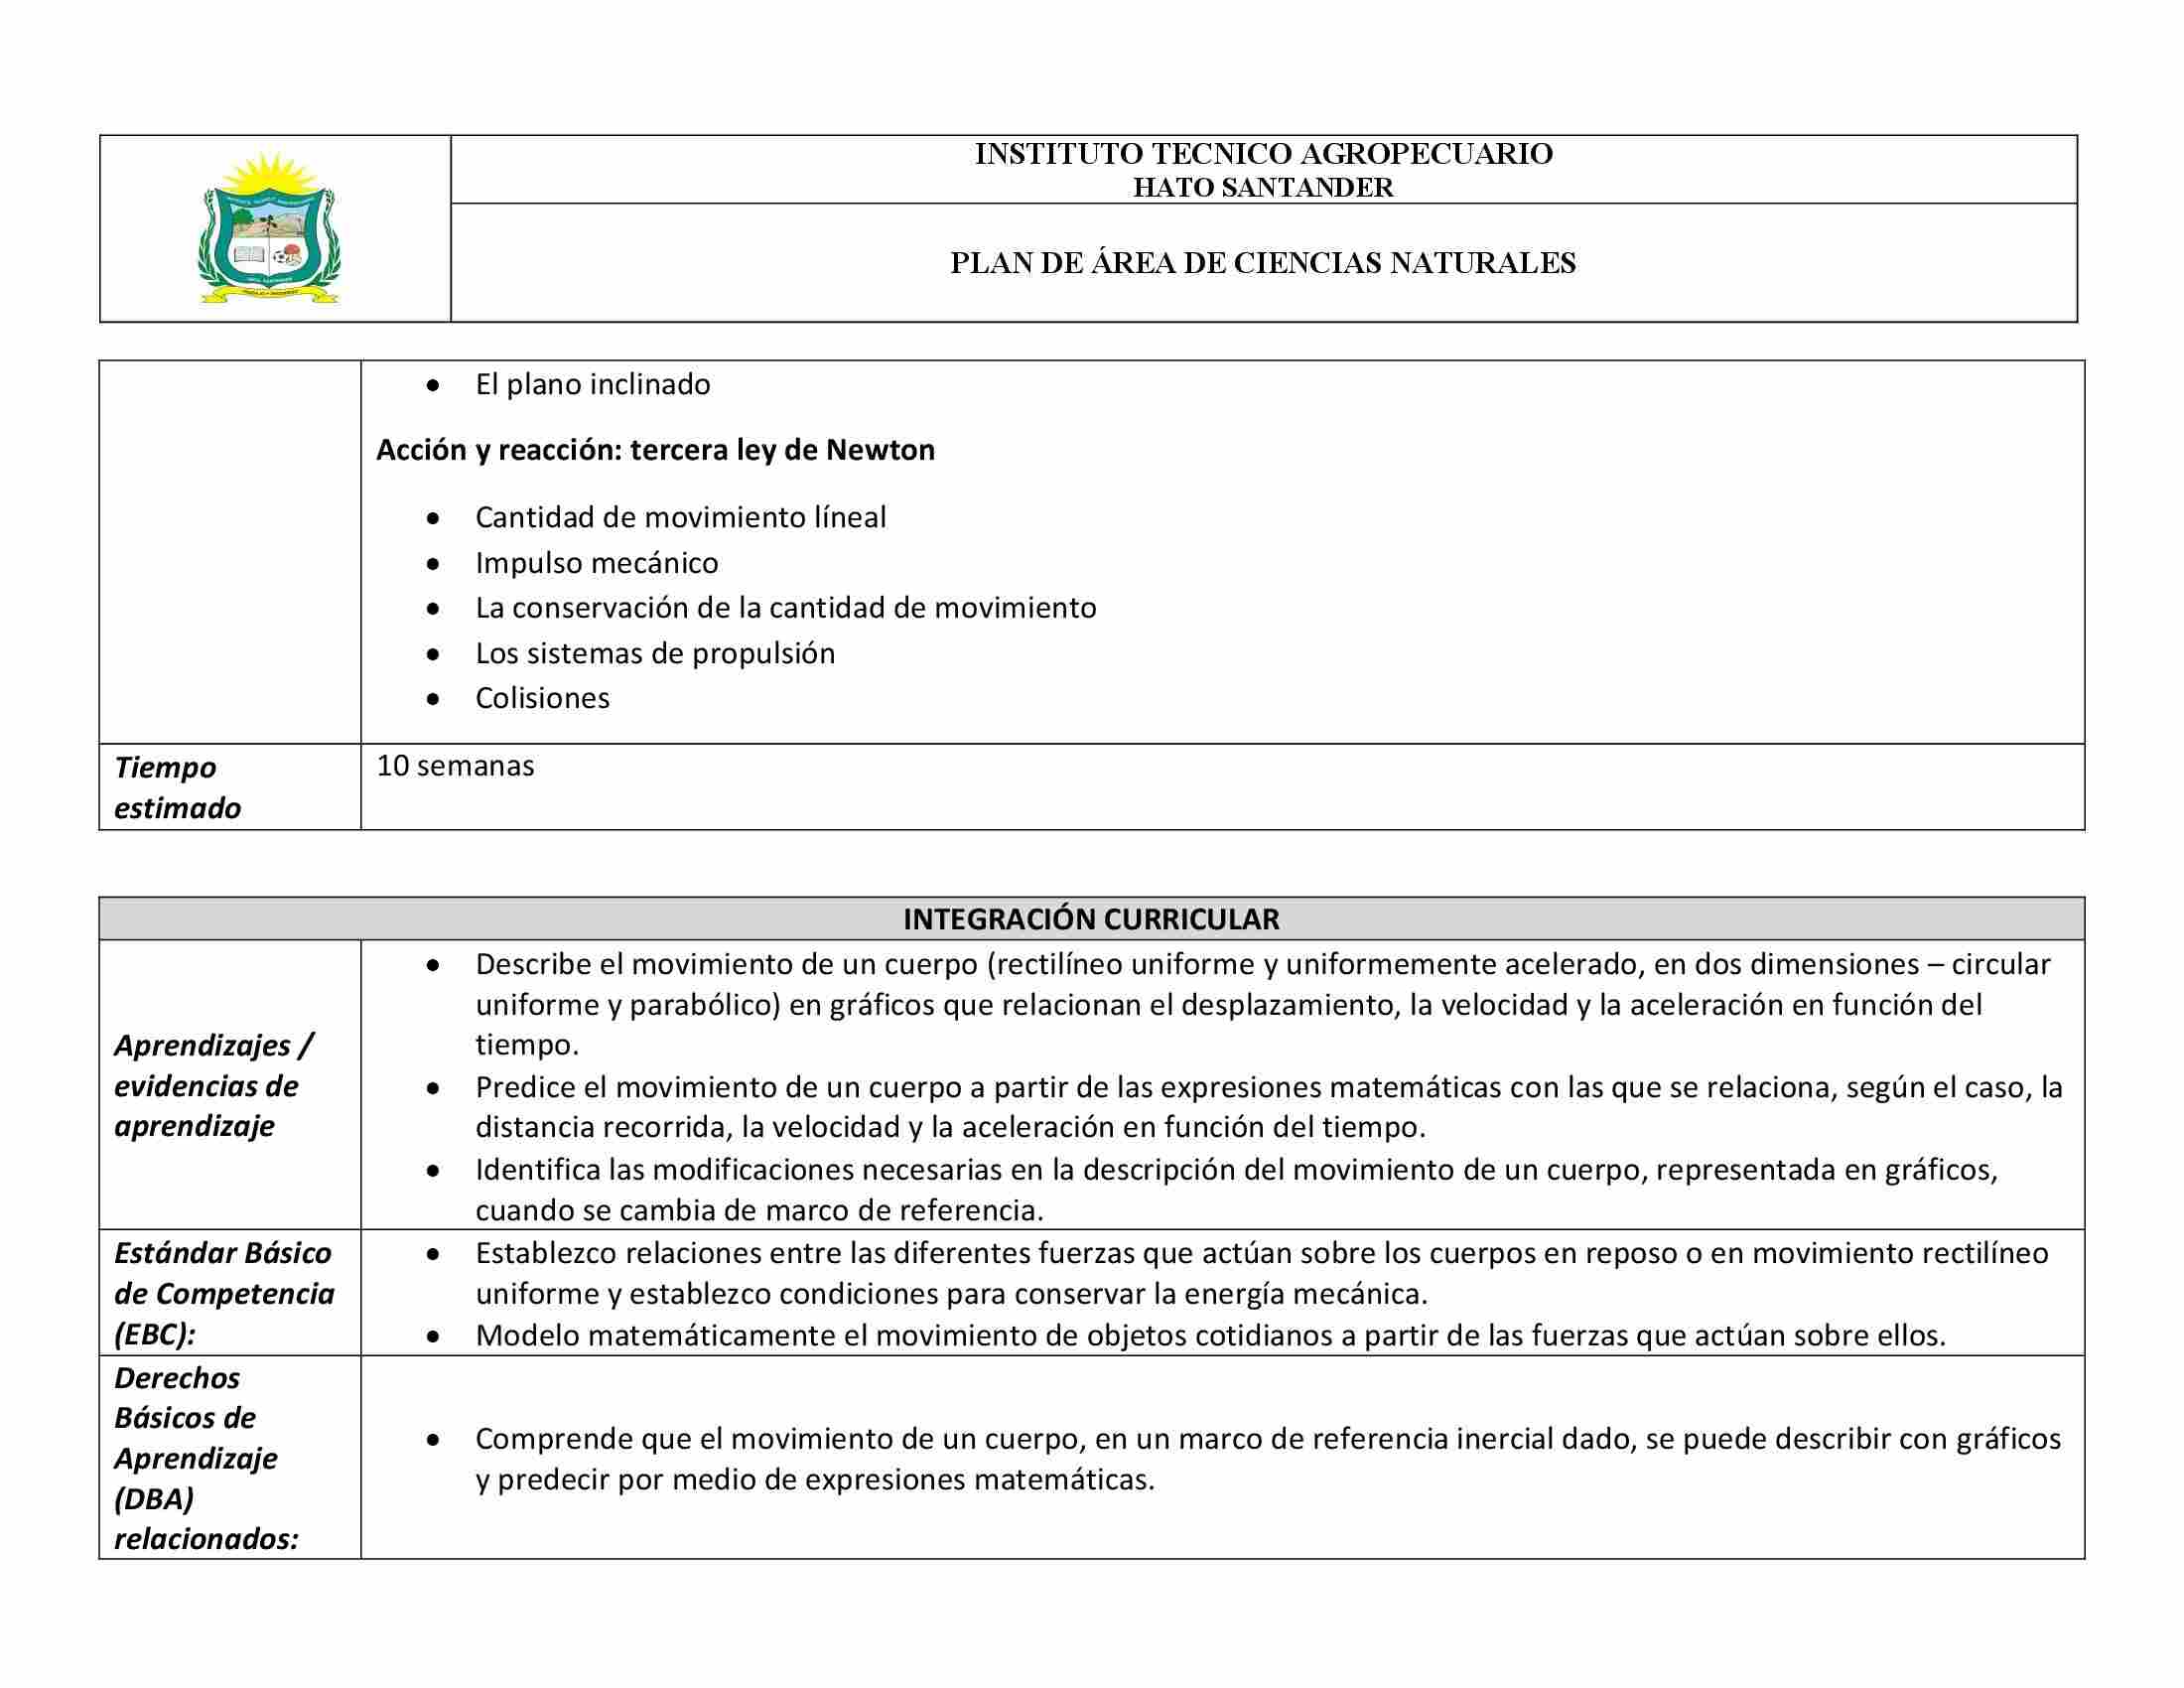 INSTITUTO TECNICO AGROPECUARIO
HATO SANTANDER
PLAN DE ÁREA DE CIENCIAS NATURALES
• El plano inclinado
Acción y reacción: tercera ley de Newton
• Cantidad de movimiento líneal
• Impulso mecánico
• La conservación de la cantidad de movimiento
• Los sistemas de propulsión
• Colisiones
Tiempo
estimado
10 semanas
INTEGRACIÓN CURRICULAR
Aprendizajes /
evidencias de
aprendizaje
• Describe el movimiento de un cuerpo (rectilíneo uniforme y uniformemente acelerado, en dos dimensiones – circular
uniforme y parabólico) en gráficos que relacionan el desplazamiento, la velocidad y la aceleración en función del
tiempo.
• Predice el movimiento de un cuerpo a partir de las expresiones matemáticas con las que se relaciona, según el caso, la
distancia recorrida, la velocidad y la aceleración en función del tiempo.
• Identifica las modificaciones necesarias en la descripción del movimiento de un cuerpo, representada en gráficos,
cuando se cambia de marco de referencia.
Estándar Básico
de Competencia
(EBC):
• Establezco relaciones entre las diferentes fuerzas que actúan sobre los cuerpos en reposo o en movimiento rectilíneo
uniforme y establezco condiciones para conservar la energía mecánica.
• Modelo matemáticamente el movimiento de objetos cotidianos a partir de las fuerzas que actúan sobre ellos.
Derechos
Básicos de
Aprendizaje
(DBA)
relacionados:
• Comprende que el movimiento de un cuerpo, en un marco de referencia inercial dado, se puede describir con gráficos
y predecir por medio de expresiones matemáticas.